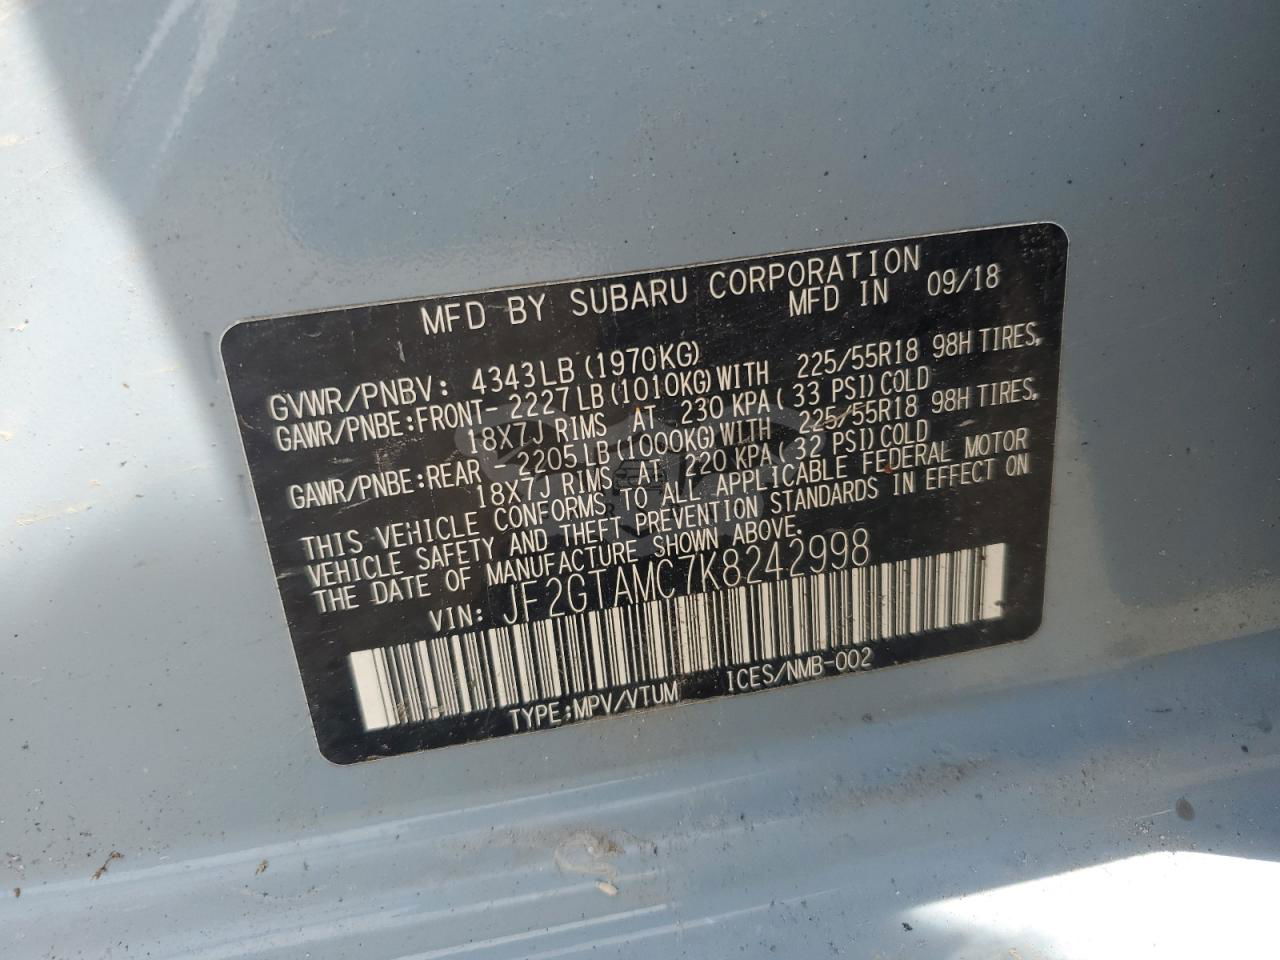 MFD BY SUBARU CORPORATION
MFD IN 09/18
GVWR/PNBV: 4343LB(1970KG)
GAWR/PNBE:FRONT-2227LB(1010KG)WITH 225/55R18 98H TIRES,
18X7J RIMS AT 230 KPA(33 PSI)COLD
GAWR/PNBE:REAR -2205LB(1000KG)WITH 225/55R18 98H TIRES,
18X7J RIMS AT 220 KPA(32 PSI)COLD
THIS VEHICLE CONFORMS TO ALL APPLICABLE FEDERAL MOTOR
VEHICLE SAFETY AND THEFT PREVENTION STANDARDS IN EFFECT ON
THE DATE OF MANUFACTURE SHOWN ABOVE.
VIN: JF2GTAMC7K8242998
TYPE:MPV/VTUM ICES/NMB-002